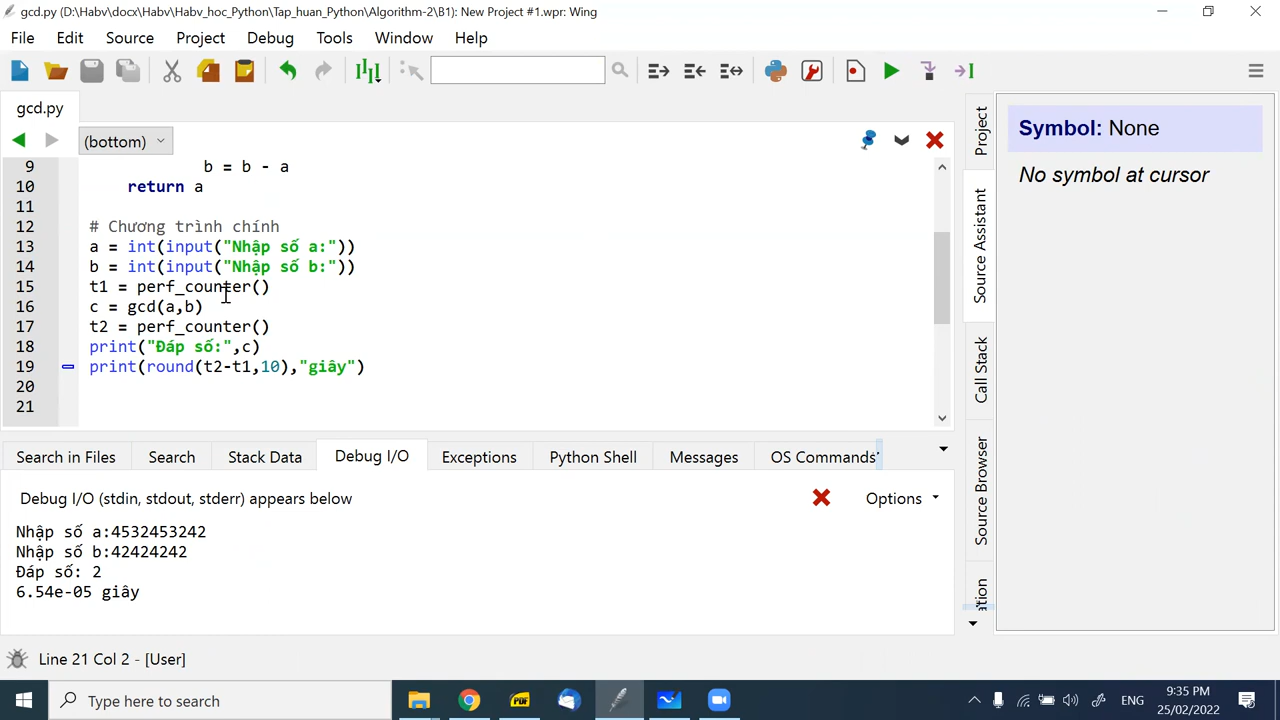 gcd.py (D:\Habv\docx\Habv\Habv_hoc_Python\Tap_huan_Python\Algorithm-2\B1): New Project #1.wpr: Wing
File Edit Source Project Debug Tools Window Help
gcd.py
(bottom)
Symbol: None
No symbol at cursor
9 b = b - a
10 return a
11
12 # Chương trình chính
13 a = int(input("Nhập số a:"))
14 b = int(input("Nhập số b:"))
15 t1 = perf_counter()
16 c = gcd(a,b)
17 t2 = perf_counter()
18 print("Đáp số:",c)
19 print(round(t2-t1,10),"giây")
20
21
Project
Source Assistant
Call Stack
Source Browser
Search in Files Search Stack Data Debug I/O Exceptions Python Shell Messages OS Commands
Debug I/O (stdin, stdout, stderr) appears below
Options
Nhập số a:4532453242
Nhập số b:42424242
Đáp số: 2
6.54e-05 giây
Line 21 Col 2 - [User]
Type here to search
PDF
ENG
9:35 PM
25/02/2022